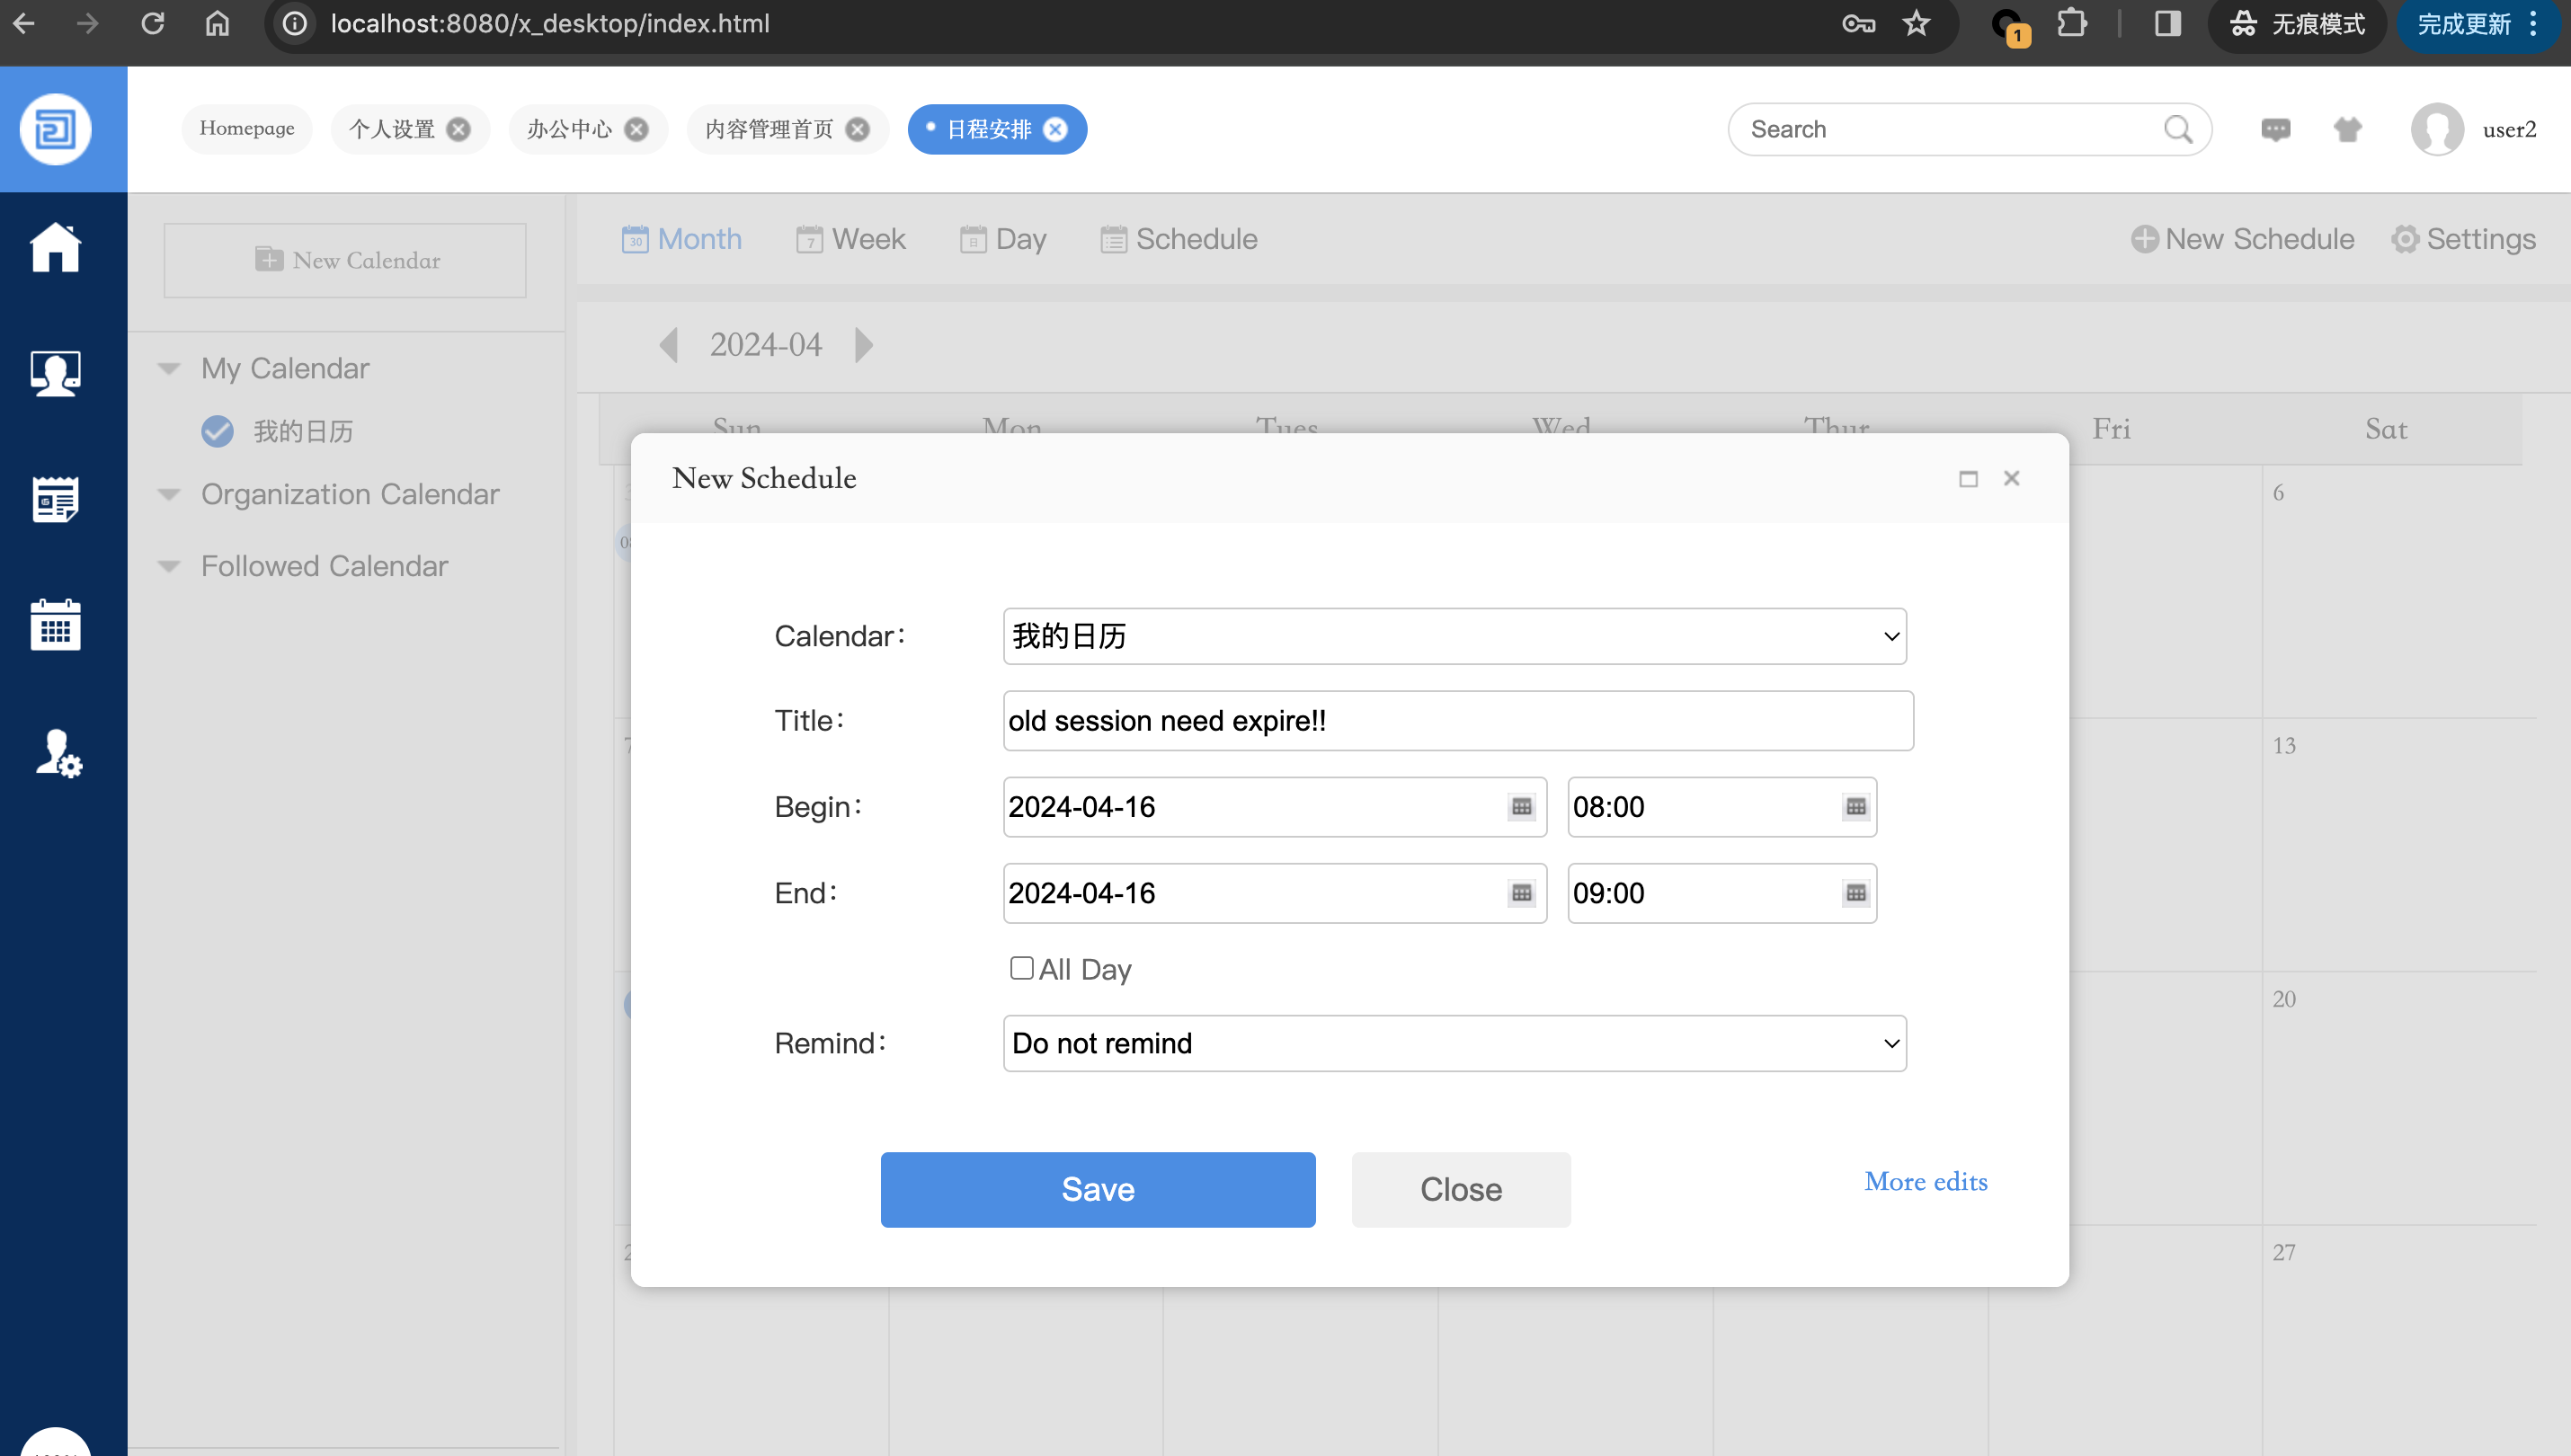 localhost:8080/x_desktop/index.html
1
无痕模式
完成更新
Homepage
个人设置
办公中心
内容管理首页
日程安排
Search
user2
New Calendar
30 Month
7 Week
日 Day
Schedule
New Schedule
Settings
2024-04
My Calendar
我的日历
Organization Calendar
Followed Calendar
Sun Mon Tues Wed Thur Fri Sat
6
13
20
27
New Schedule
Calendar：
我的日历
Title：
old session need expire!!
Begin：
2024-04-16
08:00
End：
2024-04-16
09:00
All Day
Remind：
Do not remind
Save
Close
More edits